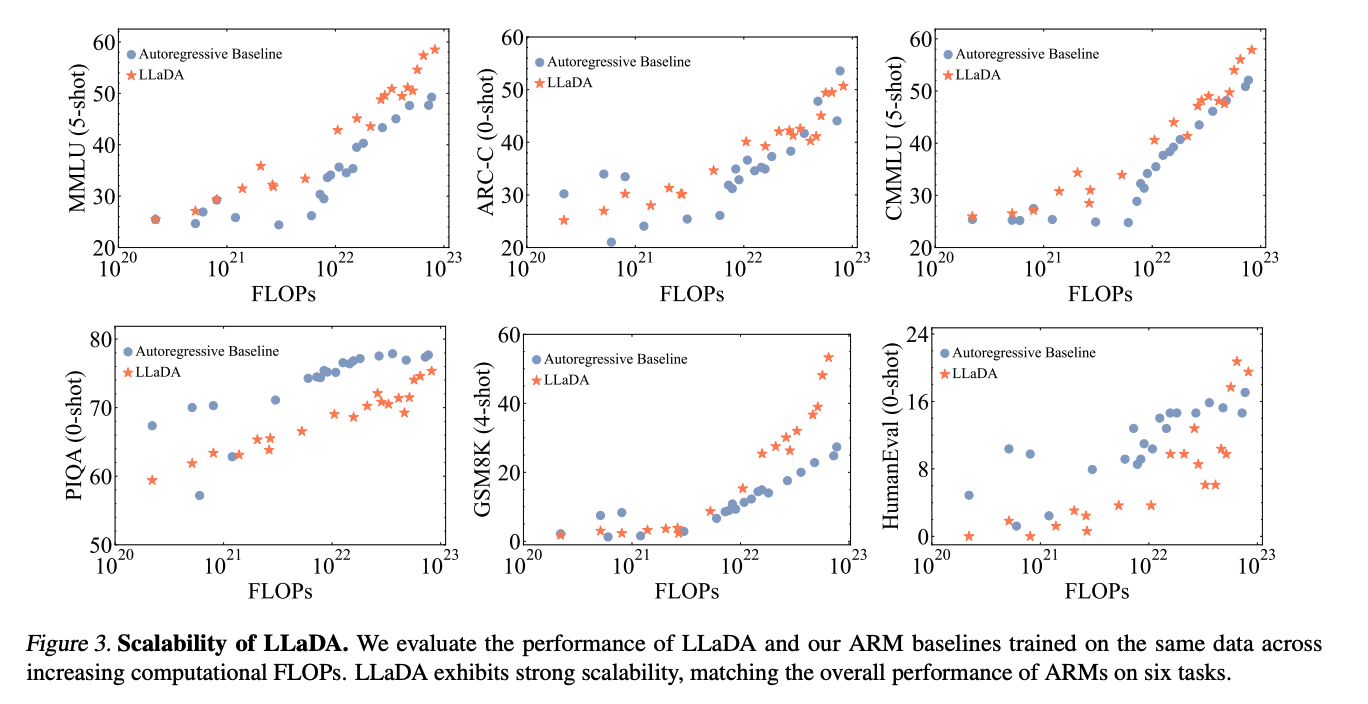 MMLU (5-shot)
60
50
40
30
20
Autoregressive Baseline
LLaDA
10^20
10^21
10^22
10^23
FLOPs
ARC-C (0-shot)
60
50
40
30
20
Autoregressive Baseline
LLaDA
10^20
10^21
10^22
10^23
FLOPs
CMMLU (5-shot)
60
50
40
30
20
Autoregressive Baseline
LLaDA
10^20
10^21
10^22
10^23
FLOPs
PIQA (0-shot)
80
70
60
50
Autoregressive Baseline
LLaDA
10^20
10^21
10^22
10^23
FLOPs
GSM8K (4-shot)
60
40
20
0
Autoregressive Baseline
LLaDA
10^20
10^21
10^22
10^23
FLOPs
HumanEval (0-shot)
24
16
8
0
Autoregressive Baseline
LLaDA
10^20
10^21
10^22
10^23
FLOPs
Figure 3. Scalability of LLaDA. We evaluate the performance of LLaDA and our ARM baselines trained on the same data across
increasing computational FLOPs. LLaDA exhibits strong scalability, matching the overall performance of ARMs on six tasks.